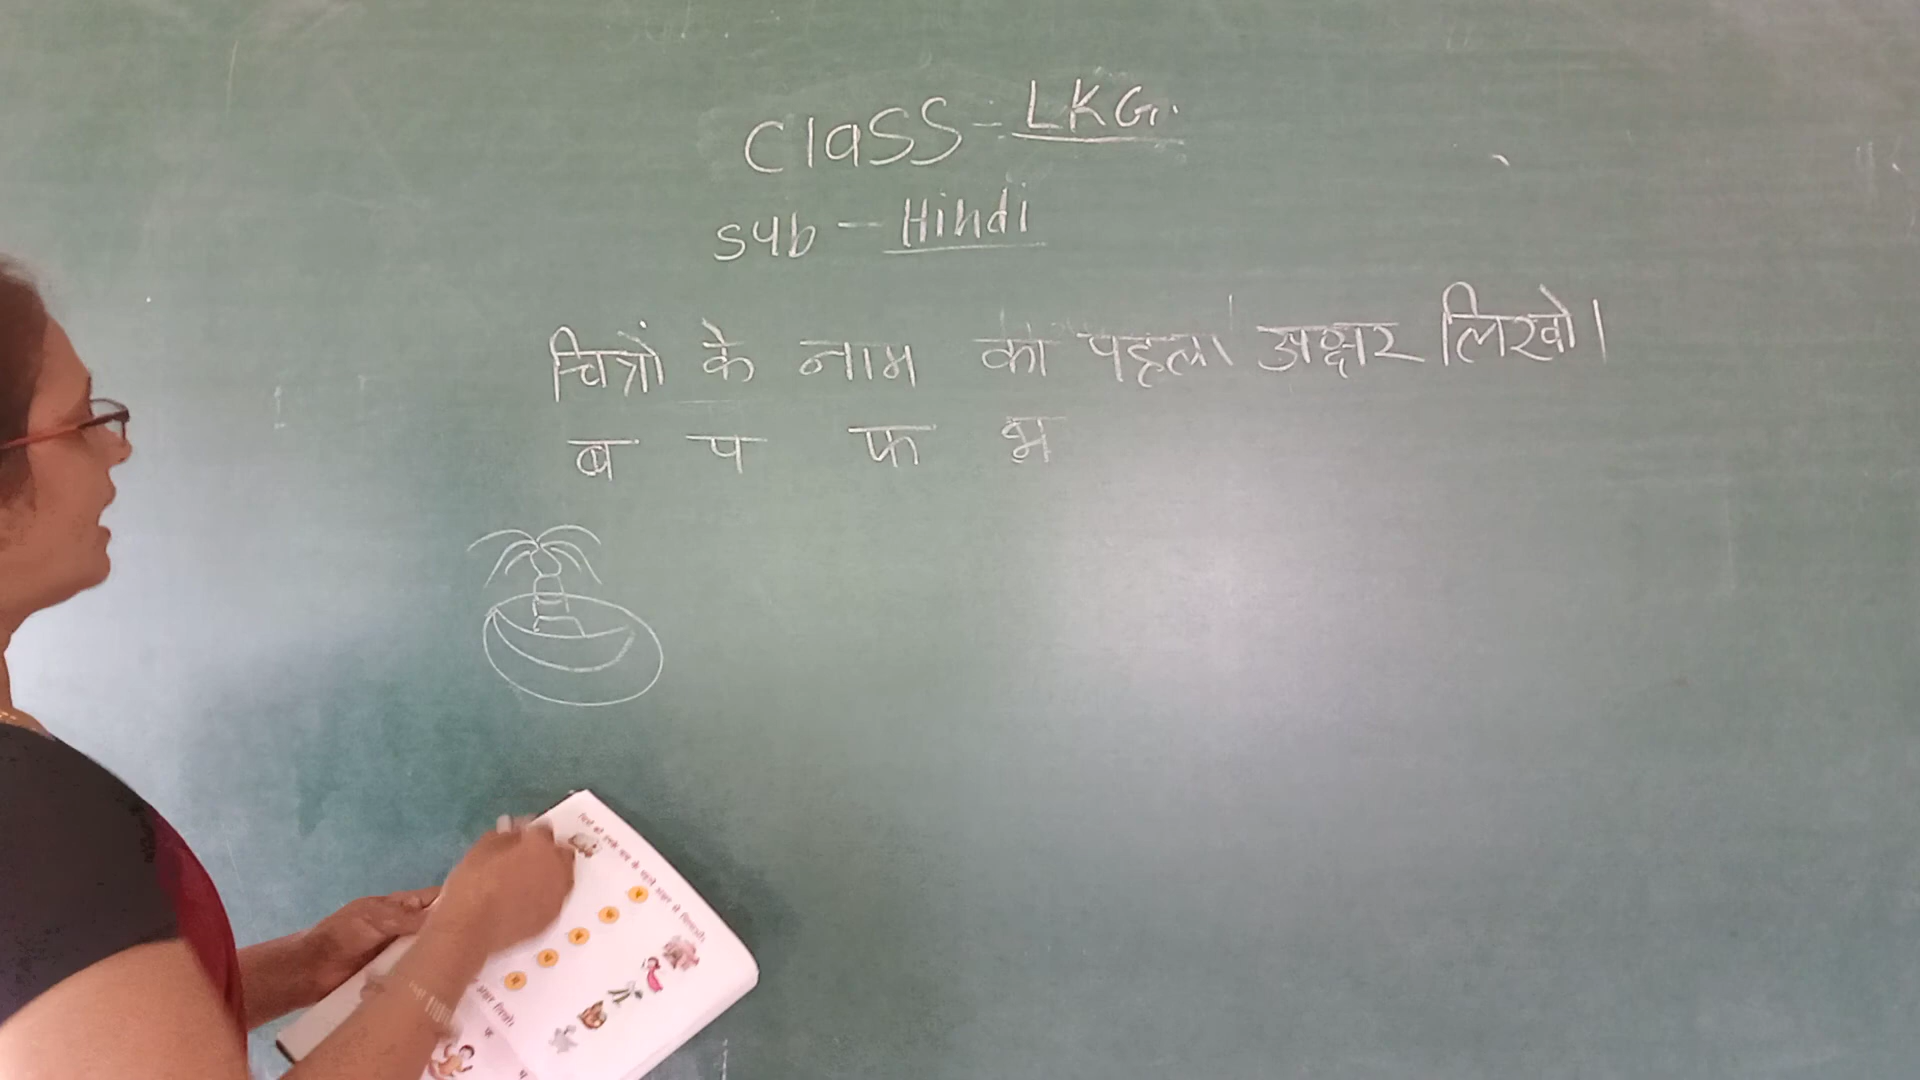 Class - LKG.
Sub - Hindi
चित्रों के नाम का पहला अक्षर लिखो।
ब प फ भ